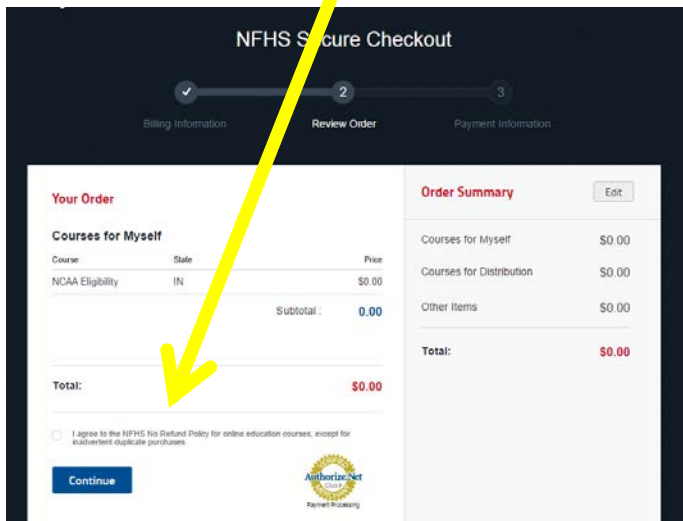 NFHS Secure Checkout
2
3
Billing Information
Review Order
Payment Information
Your Order
Courses for Myself
Course State Price
NCAA Eligibility IN $0.00
Subtotal : 0.00
Total: $0.00
I agree to the NFHS No Refund Policy for online education courses, except for
inadvertent duplicate purchases.
Continue
Authorize.Net
Payment Processing
Order Summary Edit
Courses for Myself $0.00
Courses for Distribution $0.00
Other Items $0.00
Total: $0.00